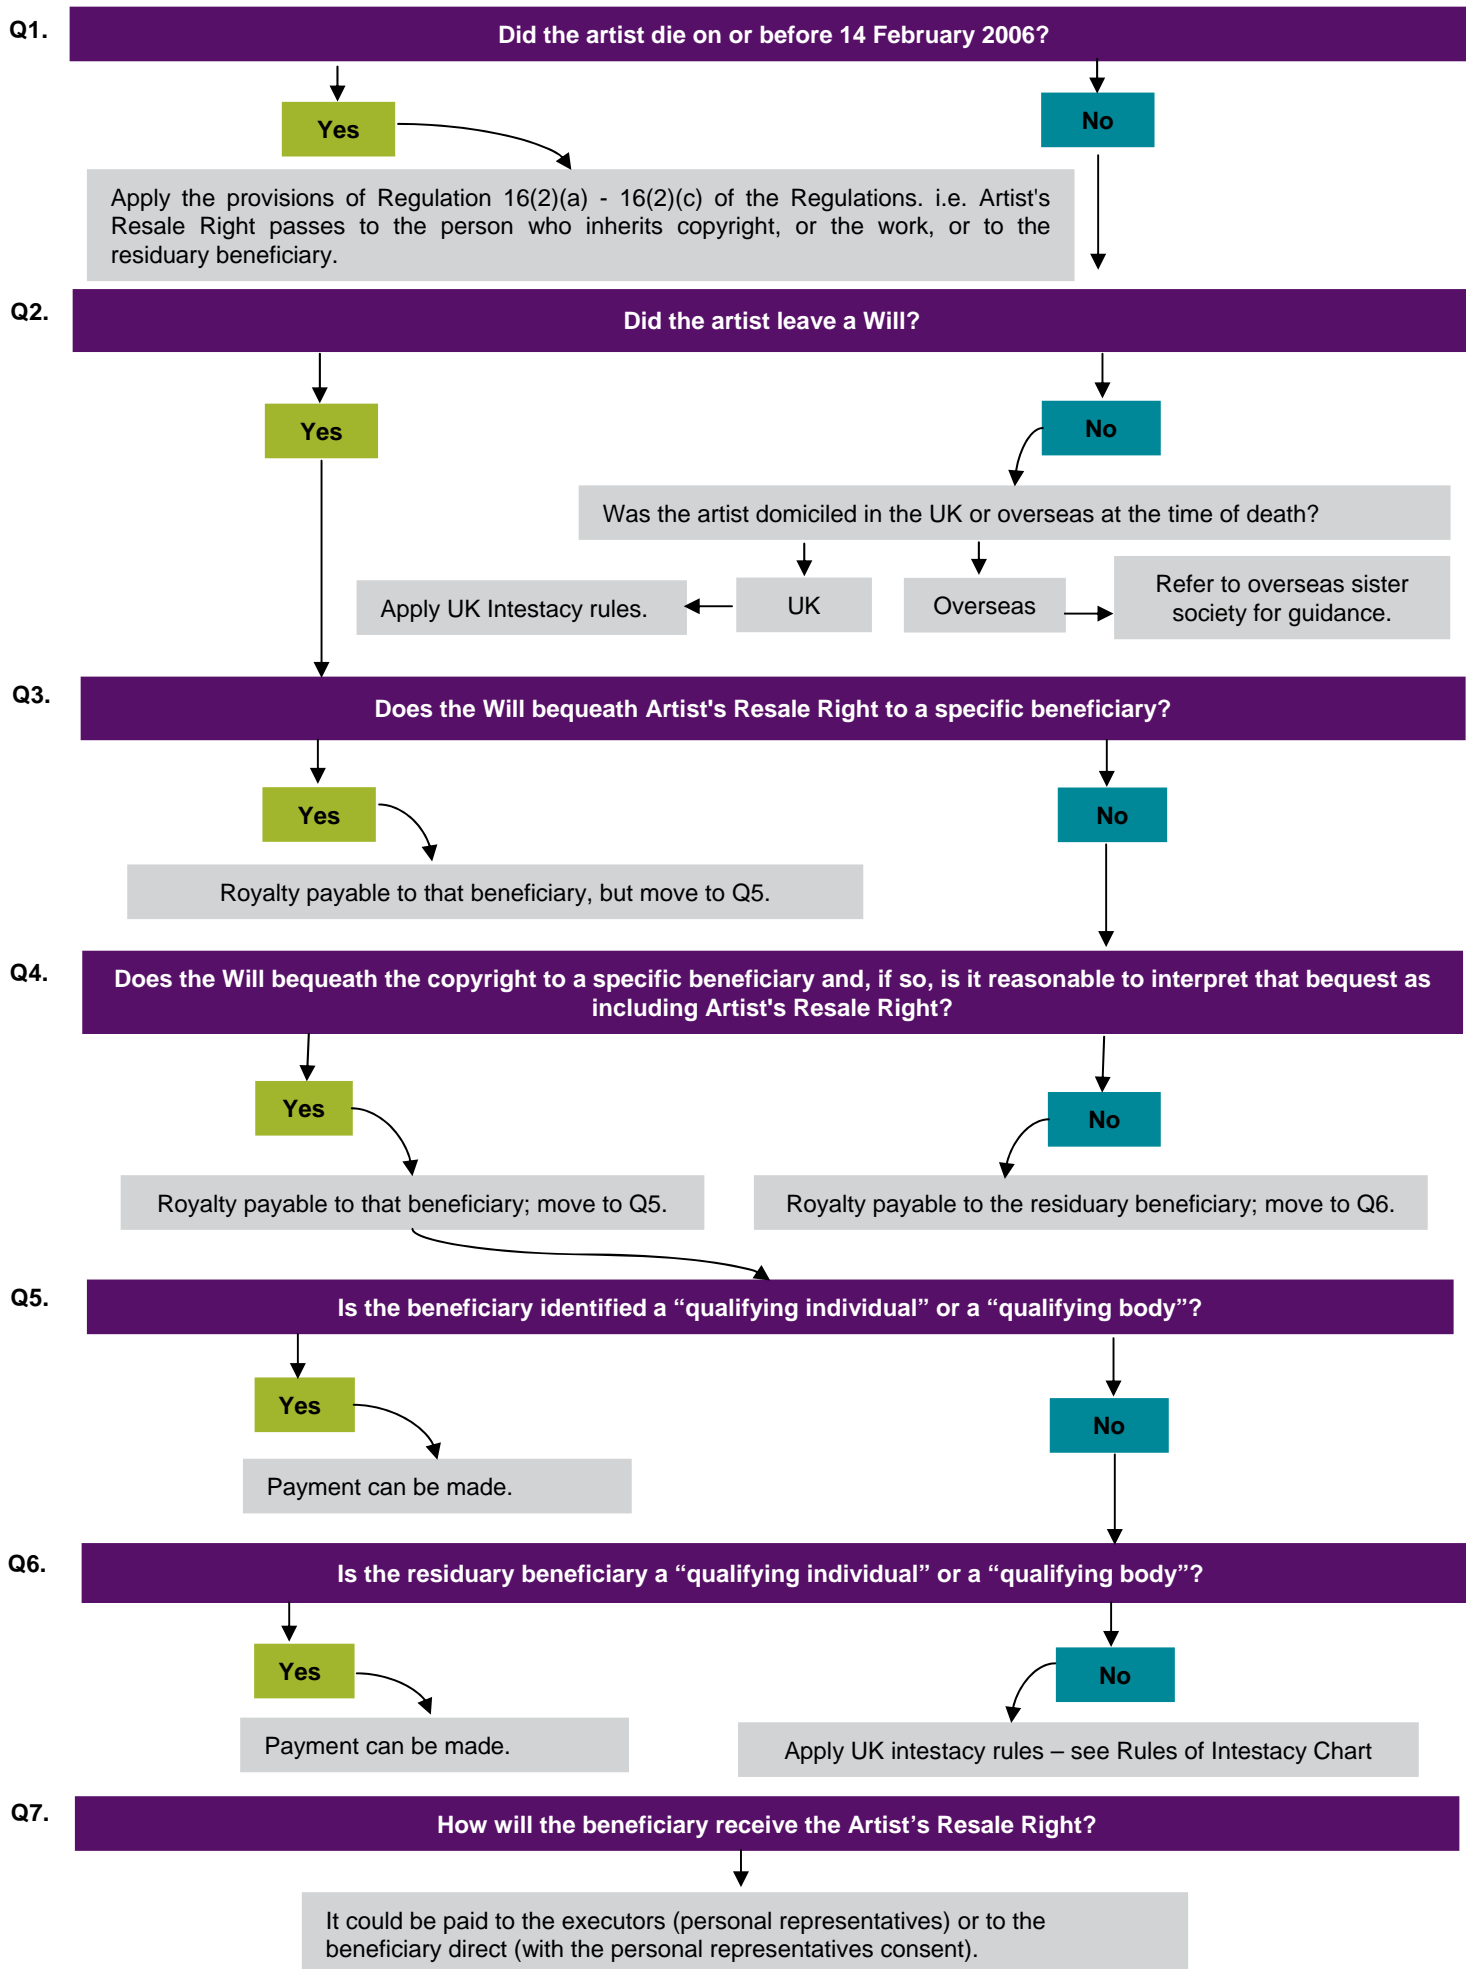 Q1.
Did the artist die on or before 14 February 2006?
Yes
No
Apply the provisions of Regulation 16(2)(a) - 16(2)(c) of the Regulations. i.e. Artist's
Resale Right passes to the person who inherits copyright, or the work, or to the
residuary beneficiary.
Q2.
Did the artist leave a Will?
Yes
No
Was the artist domiciled in the UK or overseas at the time of death?
Apply UK Intestacy rules.
UK
Overseas
Refer to overseas sister
society for guidance.
Q3.
Does the Will bequeath Artist's Resale Right to a specific beneficiary?
Yes
No
Royalty payable to that beneficiary, but move to Q5.
Q4.
Does the Will bequeath the copyright to a specific beneficiary and, if so, is it reasonable to interpret that bequest as
including Artist's Resale Right?
Yes
No
Royalty payable to that beneficiary; move to Q5.
Royalty payable to the residuary beneficiary; move to Q6.
Q5.
Is the beneficiary identified a “qualifying individual” or a “qualifying body”?
Yes
No
Payment can be made.
Q6.
Is the residuary beneficiary a “qualifying individual” or a “qualifying body”?
Yes
No
Payment can be made.
Apply UK intestacy rules – see Rules of Intestacy Chart
Q7.
How will the beneficiary receive the Artist’s Resale Right?
It could be paid to the executors (personal representatives) or to the
beneficiary direct (with the personal representatives consent).